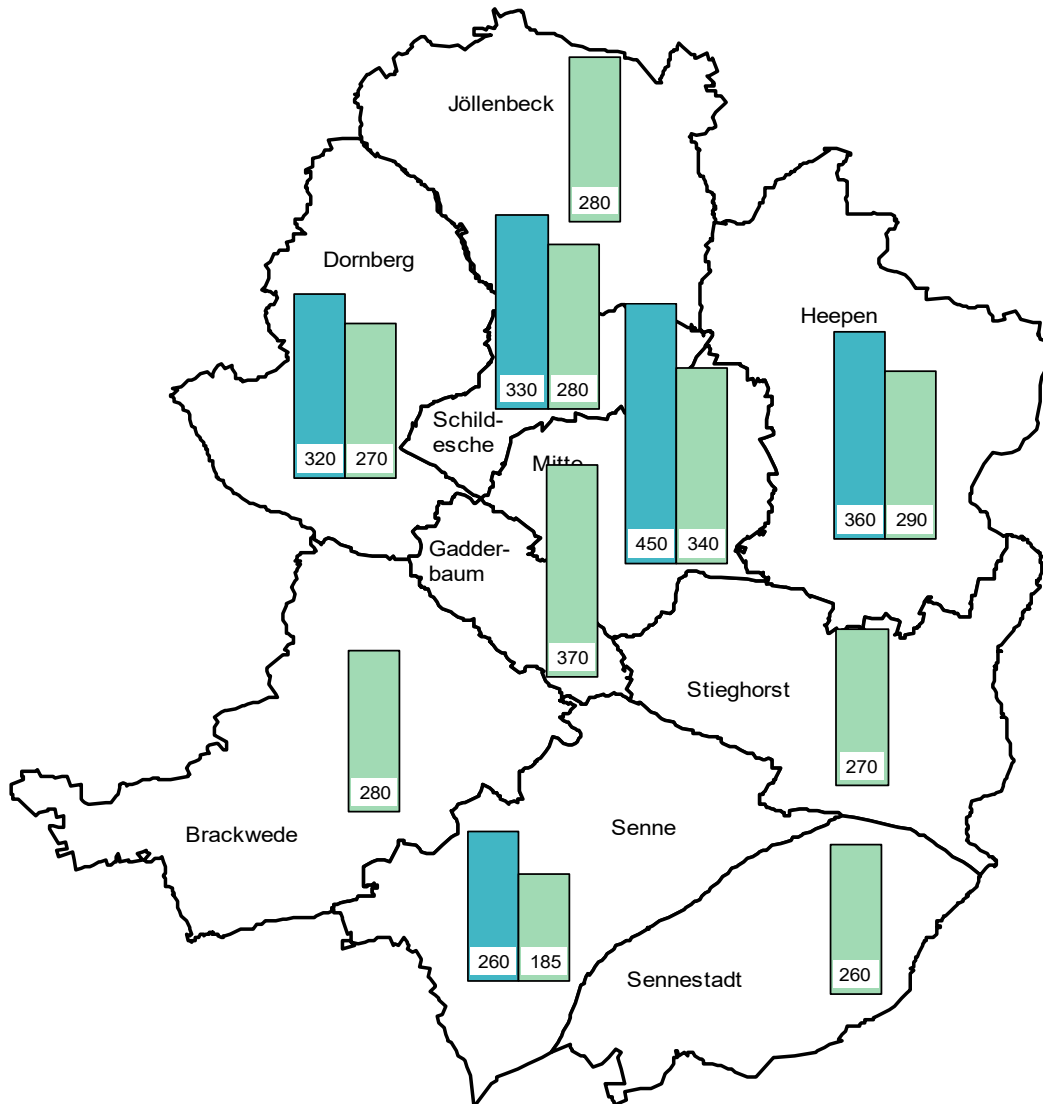 Jöllenbeck
280
Dornberg
Heepen
330 280
Schild-
esche
320 270
Mitte
360 290
450 340
Gadder-
baum
370
Stieghorst
270
280
Senne
Brackwede
260 185
260
Sennestadt